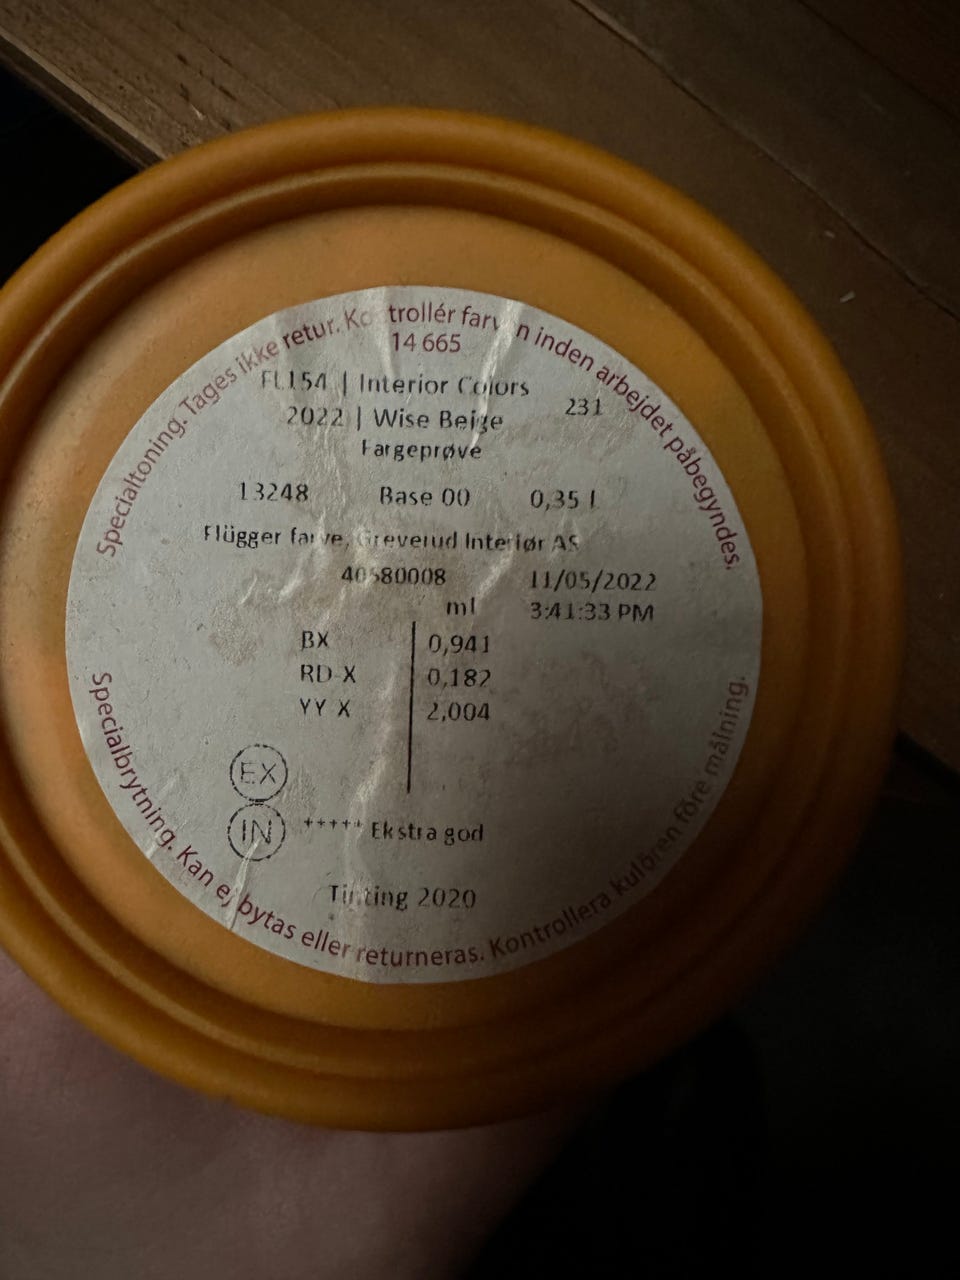 Specialtoning. Tages ikke retur. Kontrollér farven inden arbejdet påbegyndes.
14 665
FL154 | Interior Colors
231
2022 | Wise Beige
Fargeprøve
13248 Base 00 0,35 l
Flügger farve, Greverud Interiør AS
40580008 11/05/2022
ml 3:41:33 PM
BX 0,941
RD-X 0,182
YY X 2,004
EX
IN +++++ Ekstra god
Tinting 2020
Specialbrytning. Kan ej bytas eller returneras. Kontrollera kulören före målning.